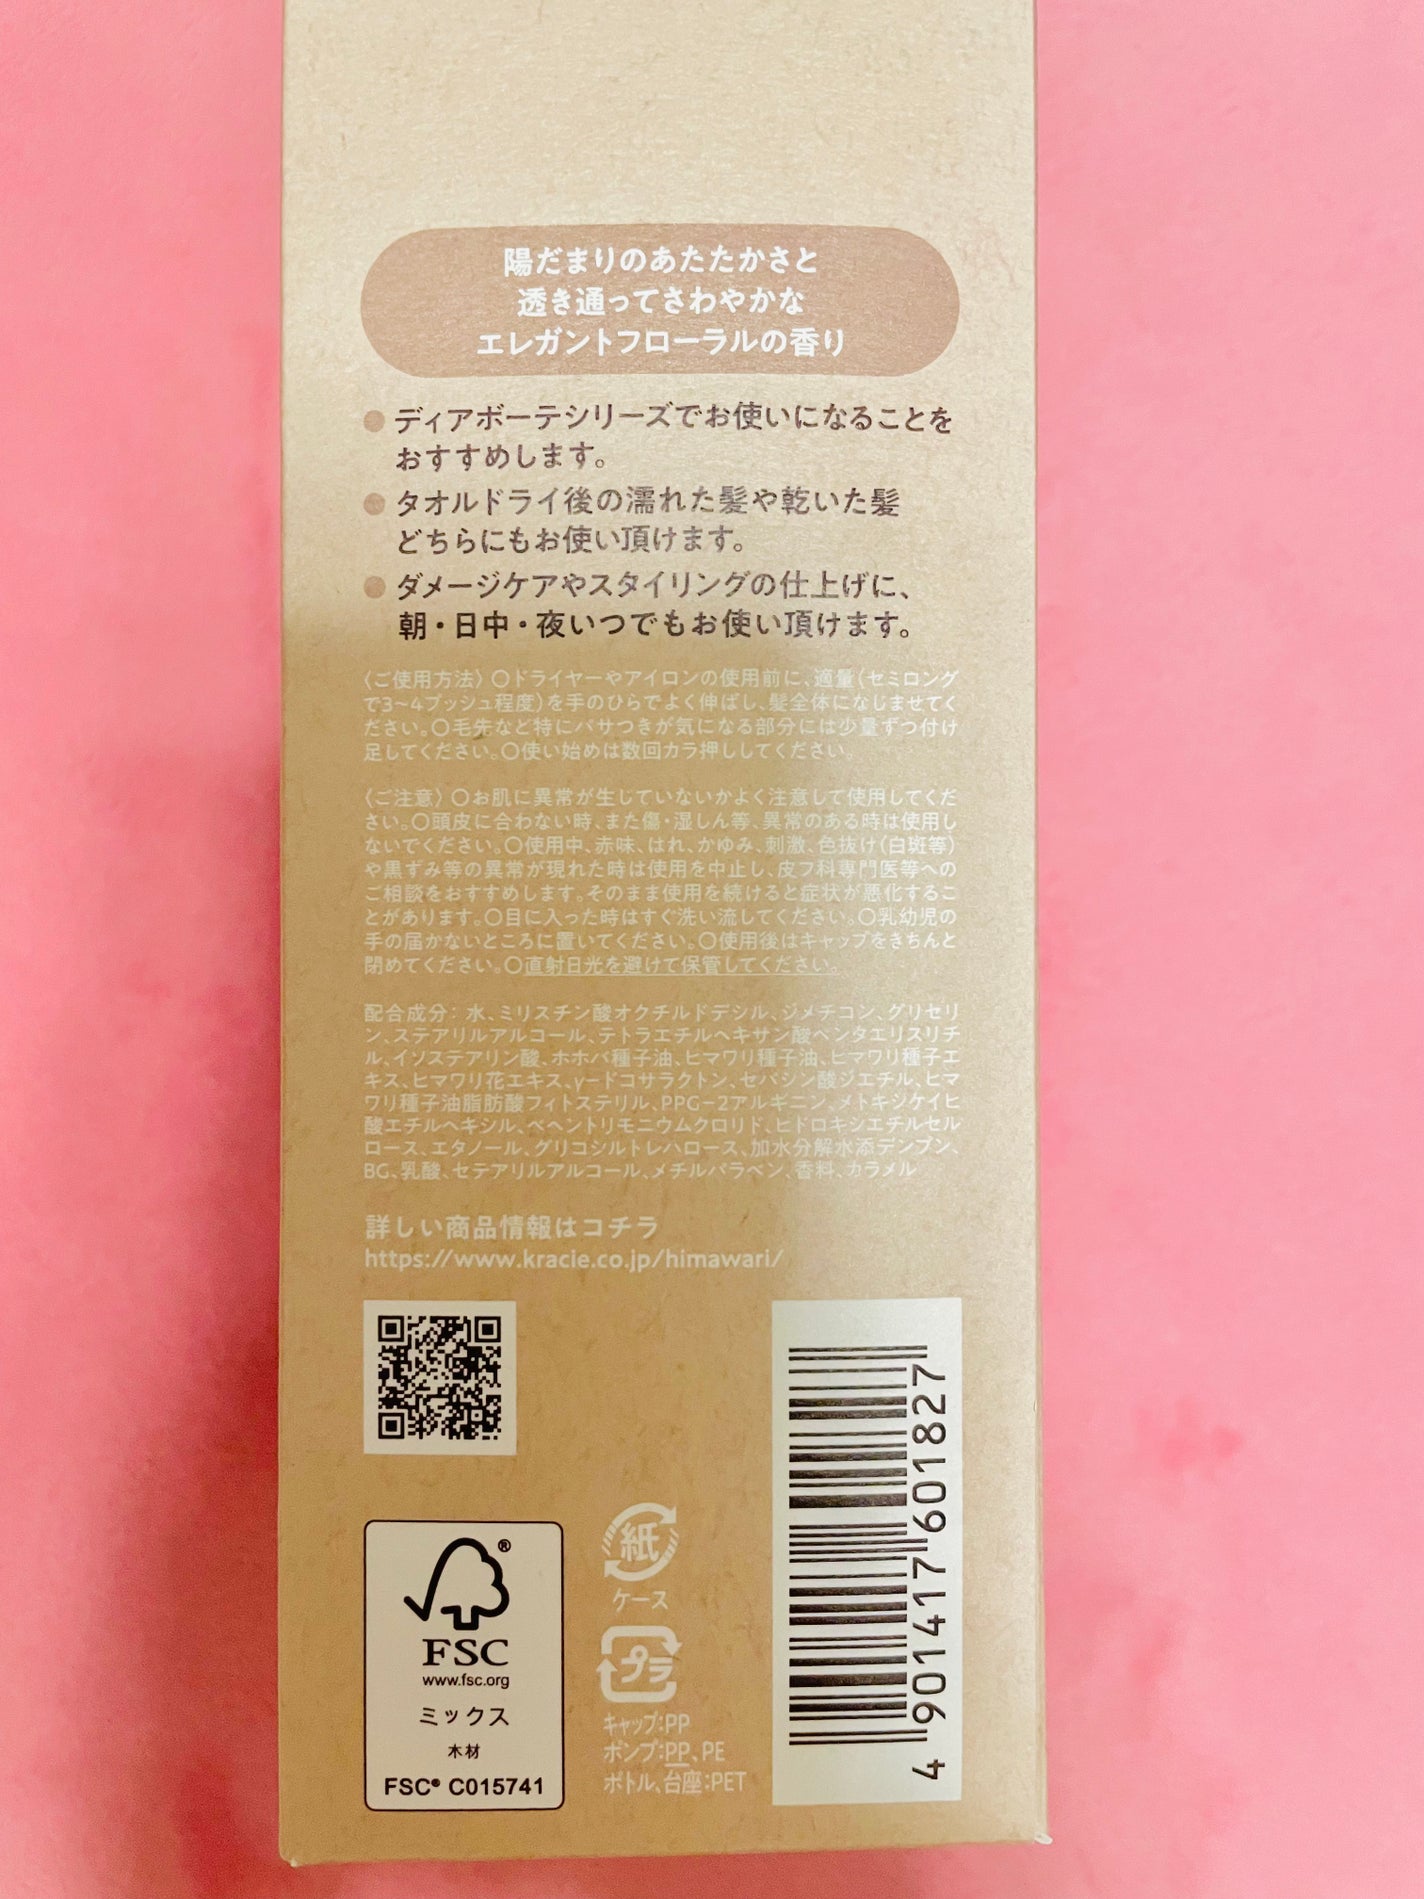 陽だまりのあたたかさと
透き通ってさわやかな
エレガントフローラルの香り
●ディアボーテシリーズでお使いになることを
おすすめします。
●タオルドライ後の濡れた髪や乾いた髪
どちらにもお使い頂けます。
●ダメージケアやスタイリングの仕上げに、
朝・日中・夜いつでもお使い頂けます。
〈ご使用方法〉〇ドライヤーやアイロンの使用前に、適量(セミロング
で3~4プッシュ程度)を手のひらでよく伸ばし、髪全体になじませてく
ださい。〇毛先など特にパサつきが気になる部分には少量ずつ付け
足してください。〇使い始めは数回カラ押ししてください。
〈ご注意〉〇お肌に異常が生じていないかよく注意して使用してくだ
さい。〇頭皮に合わない時、また傷・湿しん等、異常のある時は使用し
ないでください。〇使用中、赤味、はれ、かゆみ、刺激、色抜け(白斑等)
や黒ずみ等の異常が現れた時は使用を中止し、皮フ科専門医等への
ご相談をおすすめします。そのまま使用を続けると症状が悪化するこ
とがあります。〇目に入った時はすぐ洗い流してください。〇乳幼児の
手の届かないところに置いてください。〇使用後はキャップをきちんと
閉めてください。〇直射日光を避けて保管してください。
配合成分：水、ミリスチン酸オクチルドデシル、ジメチコン、グリセリ
ン、ステアリルアルコール、テトラエチルヘキサン酸ペンタエリスリチ
ル、イソステアリン酸、ホホバ種子油、ヒマワリ種子油、ヒマワリ種子エ
キス、ヒマワリ花エキス、γードコサラクトン、セバシン酸ジエチル、ヒマ
ワリ種子油脂肪酸フィトステリル、PPG-2アルギニン、メトキシケイヒ
酸エチルヘキシル、ベヘントリモニウムクロリド、ヒドロキシエチルセル
ロース、エタノール、グリコシルトレハロース、加水分解水添デンプン、
BG、乳酸、セテアリルアルコール、メチルパラベン、香料、カラメル
詳しい商品情報はコチラ
https://www.kracie.co.jp/himawari/
4 901417 601827
紙
ケース
プラ
キャップ:PP
ポンプ:PP、PE
ボトル、台座:PET
®
FSC
www.fsc.org
ミックス
木材
FSC® C015741